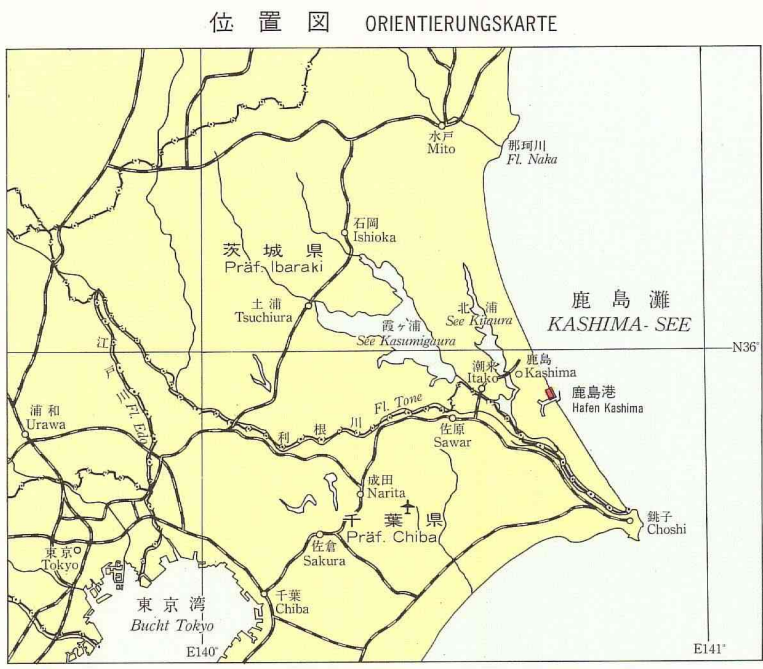 位置図 ORIENTIERUNGSKARTE
水戸
Mito
那珂川
Fl. Naka
石岡
Ishioka
茨城県
Präf. Ibaraki
土浦
Tsuchiura
霞ヶ浦
See Kasumigaura
北浦
See Kitaura
鹿島灘
KASHIMA-SEE
N36°
江戸川 Fl. Edo
潮来
Itako
鹿島
Kashima
鹿島港
Hafen Kashima
浦和
Urawa
利根川 Fl. Tone
佐原
Sawar
成田
Narita
千葉県
Präf. Chiba
銚子
Choshi
東京
Tokyo
佐倉
Sakura
千葉
Chiba
東京湾
Bucht Tokyo
E140°
E141°